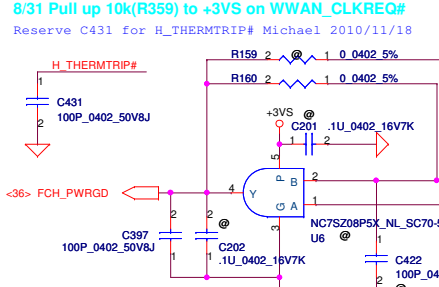 8/31 Pull up 10k(R359) to +3VS on WWAN_CLKREQ#
Reserve C431 for H_THERMTRIP# Michael 2010/11/18
R159 2 @ 1 0_0402_5%
H_THERMTRIP#
R160 2 1 0_0402_5%
1
C431
100P_0402_50V8J
2
+3VS @
C201 .1U_0402_16V7K
1 2
5
P
B 2
<36> FCH_PWRGD 4 Y
A 1
G
3
NC7SZ08P5X_NL_SC70-5
U6 @
2 2 @
C397
100P_0402_50V8J
1 1
C202
.1U_0402_16V7K
1
C422
100P_04
2